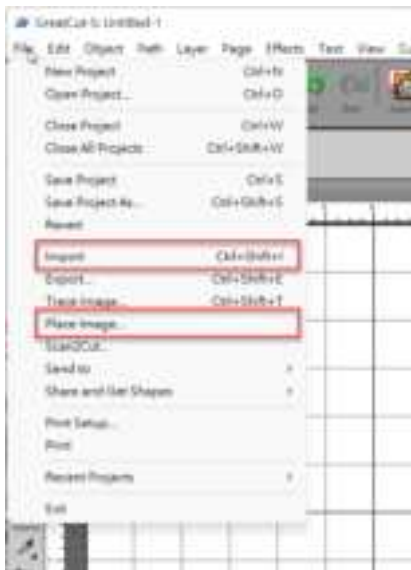 GreatCut-5: Untitled-1
File Edit Object Path Layer Page Effects Text View
New Project Ctrl+N
Open Project... Ctrl+O
Close Project Ctrl+W
Close All Projects Ctrl+Shift+W
Save Project Ctrl+S
Save Project As... Ctrl+Shift+S
Revert
Import Ctrl+Shift+I
Export... Ctrl+Shift+E
Trace Image... Ctrl+Shift+T
Place Image...
Scan2Cut...
Send to
Share and Get Shapes
Print Setup...
Print
Recent Projects
Exit